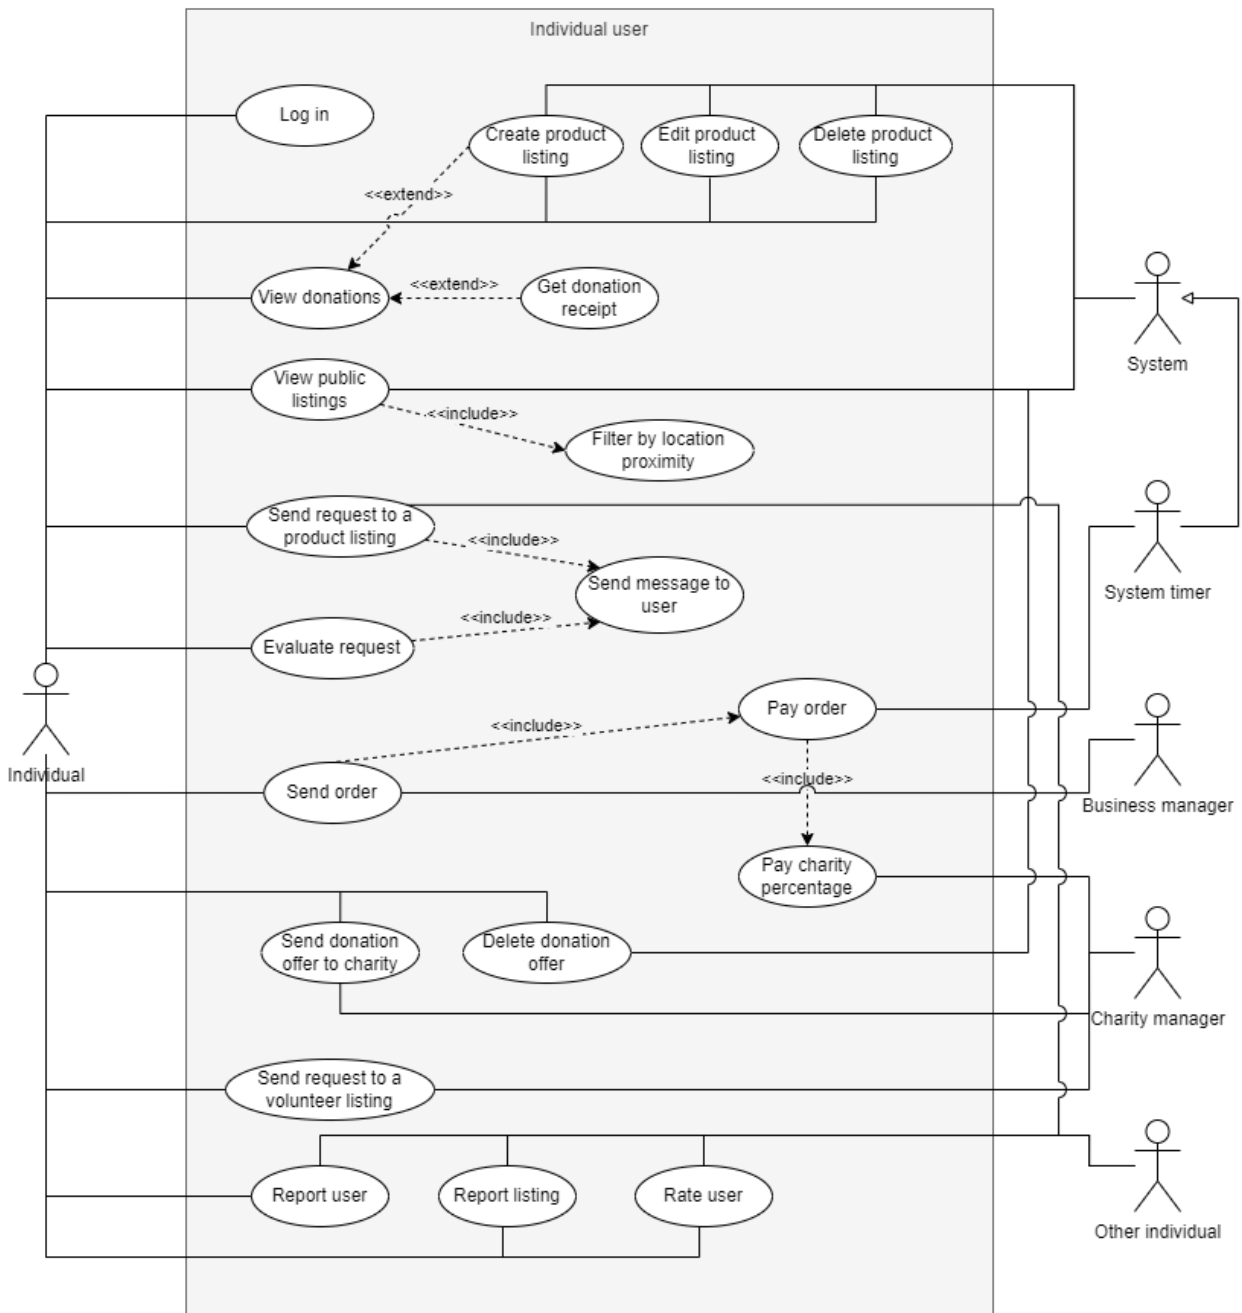 Individual user
Log in
Create product
listing
Edit product
listing
Delete product
listing
<<extend>>
View donations
<<extend>>
Get donation
receipt
System
View public
listings
<<include>>
Filter by location
proximity
Send request to a
product listing
<<include>>
Send message to
user
System timer
<<include>>
Evaluate request
Individual
Pay order
<<include>>
<<include>>
Send order
Business manager
Pay charity
percentage
Send donation
offer to charity
Delete donation
offer
Charity manager
Send request to a
volunteer listing
Report user
Report listing
Rate user
Other individual